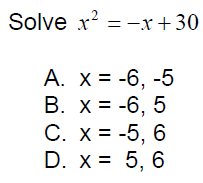 Solve x² = -x + 30
A. x = -6, -5
B. x = -6, 5
C. x = -5, 6
D. x = 5, 6